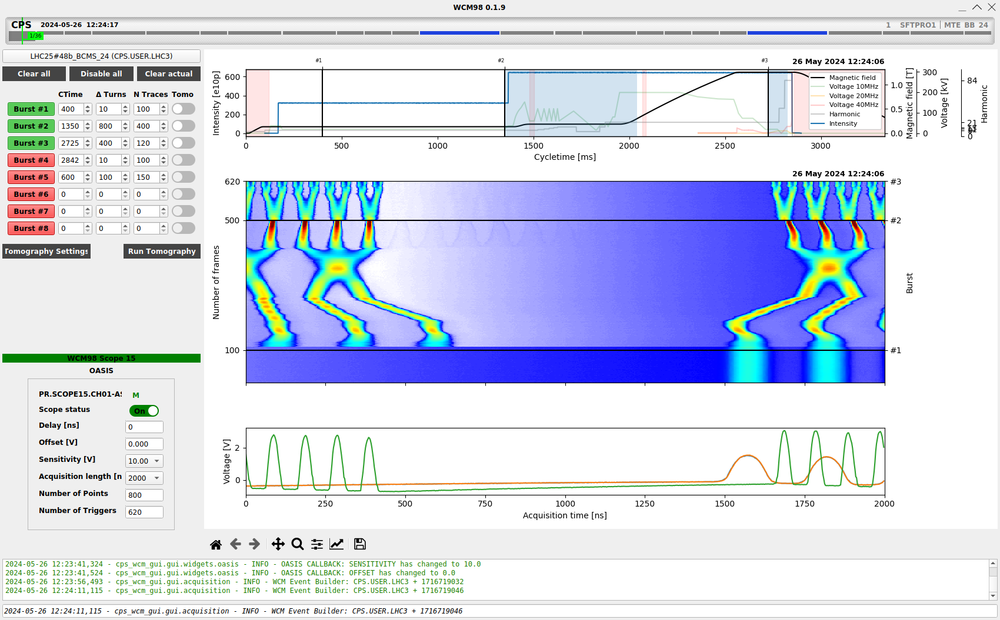 WCM98 0.1.9
CPS 2024-05-26 12:24:17
1 SFTPRO1 | MTE BB 24
1/36
LHC25#48b_BCMS_24 (CPS.USER.LHC3)
Clear all Disable all Clear actual
CTime Δ Turns N Traces Tomo
Burst #1 400 10 100
Burst #2 1350 800 400
Burst #3 2725 400 120
Burst #4 2842 10 100
Burst #5 600 100 150
Burst #6 0 0 0
Burst #7 0 0 0
Burst #8 0 0 0
Tomography Settings Run Tomography
WCM98 Scope 15
OASIS
PR.SCOPE15.CH01-AS M
Scope status On
Delay [ns] 0
Offset [V] 0.000
Sensitivity [V] 10.00
Acquisition length [n 2000
Number of Points 800
Number of Triggers 620
#1 #2 #3
26 May 2024 12:24:06
Intensity [e10p]
600
400
200
0
0 500 1000 1500 2000 2500 3000
Cycletime [ms]
Magnetic field
Voltage 10MHz
Voltage 20MHz
Voltage 40MHz
Harmonic
Intensity
1.0
0.5
0.0
Magnetic field [T]
300
200
100
0
Voltage [kV]
84
21
0
Harmonic
26 May 2024 12:24:06
620
500
100
Number of frames
#3
#2
#1
Burst
Voltage [V]
2
0
0 250 500 750 1000 1250 1500 1750 2000
Acquisition time [ns]
2024-05-26 12:23:41,324 - cps_wcm_gui.gui.widgets.oasis - INFO - OASIS CALLBACK: SENSITIVITY has changed to 10.0
2024-05-26 12:23:41,524 - cps_wcm_gui.gui.widgets.oasis - INFO - OASIS CALLBACK: OFFSET has changed to 0.0
2024-05-26 12:23:56,493 - cps_wcm_gui.gui.acquisition - INFO - WCM Event Builder: CPS.USER.LHC3 + 1716719032
2024-05-26 12:24:11,115 - cps_wcm_gui.gui.acquisition - INFO - WCM Event Builder: CPS.USER.LHC3 + 1716719046
2024-05-26 12:24:11,115 - cps_wcm_gui.gui.acquisition - INFO - WCM Event Builder: CPS.USER.LHC3 + 1716719046